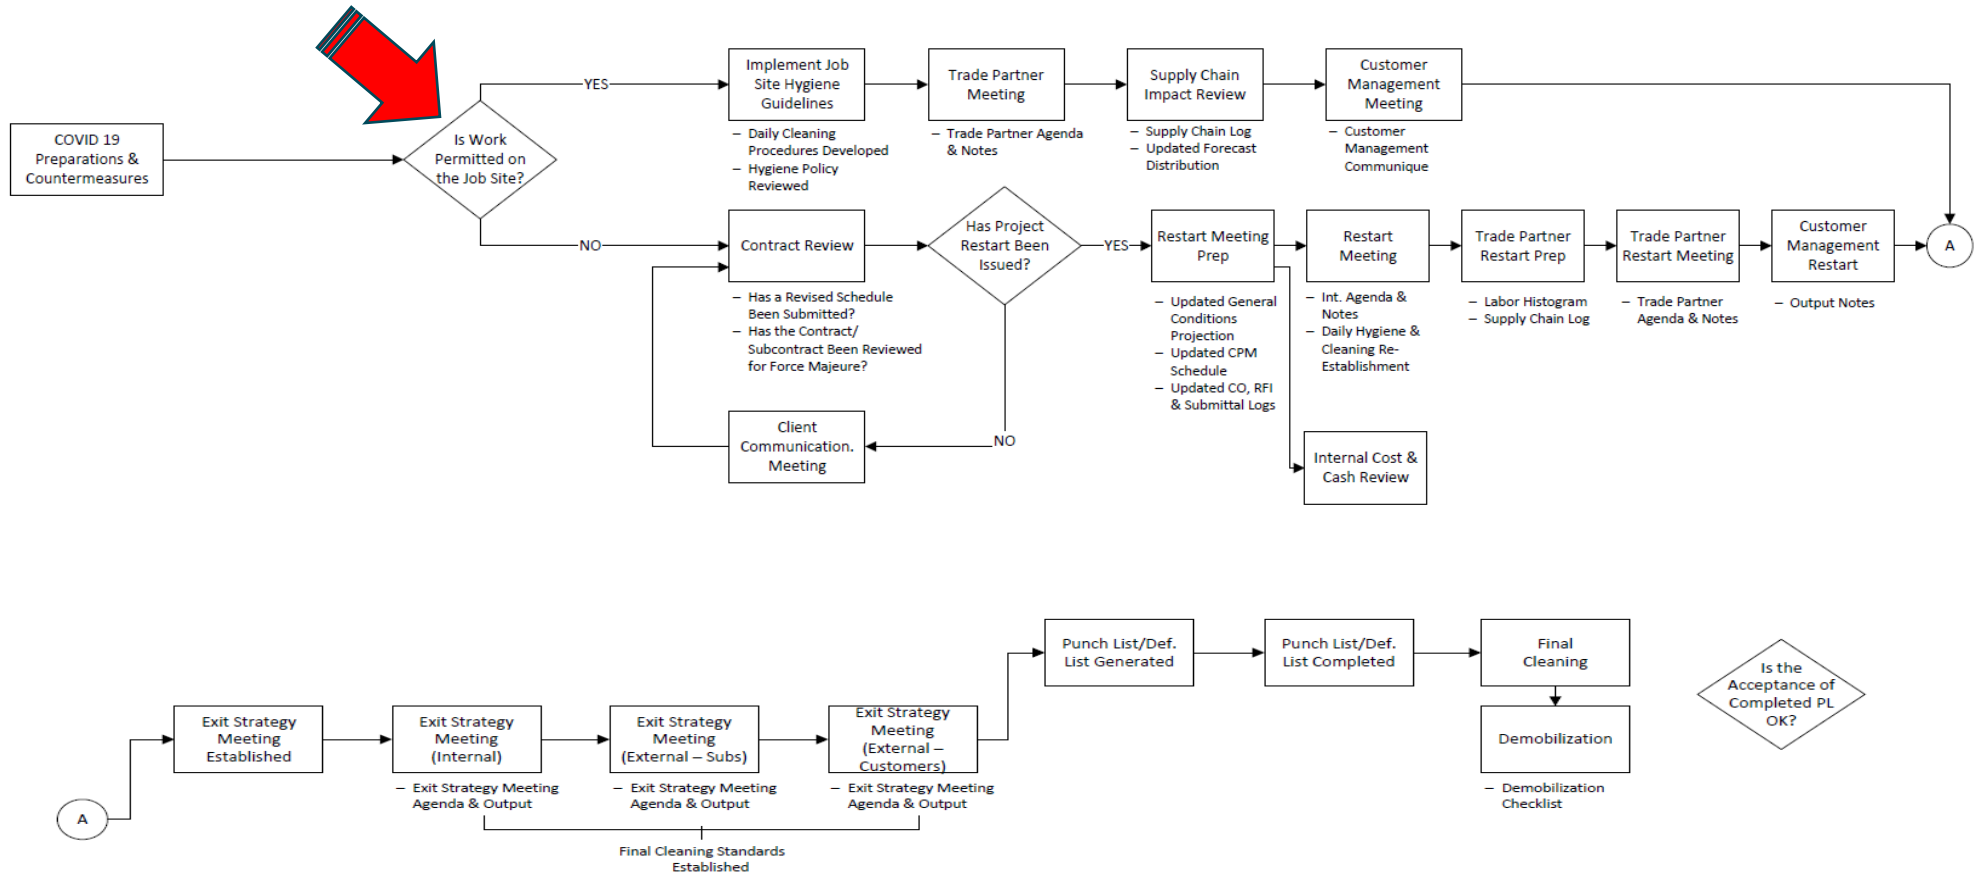 COVID 19
Preparations &
Countermeasures
Is Work
Permitted on
the Job Site?
YES
Implement Job
Site Hygiene
Guidelines
– Daily Cleaning
Procedures Developed
– Hygiene Policy
Reviewed
Trade Partner
Meeting
– Trade Partner Agenda
& Notes
Supply Chain
Impact Review
– Supply Chain Log
– Updated Forecast
Distribution
Customer
Management
Meeting
– Customer
Management
Communique
NO
Contract Review
– Has a Revised Schedule
Been Submitted?
– Has the Contract/
Subcontract Been Reviewed
for Force Majeure?
Has Project
Restart Been
Issued?
YES
Restart Meeting
Prep
– Updated General
Conditions
Projection
– Updated CPM
Schedule
– Updated CO, RFI
& Submittal Logs
Restart
Meeting
– Int. Agenda &
Notes
– Daily Hygiene &
Cleaning Re-
Establishment
Trade Partner
Restart Prep
– Labor Histogram
– Supply Chain Log
Trade Partner
Restart Meeting
– Trade Partner
Agenda & Notes
Customer
Management
Restart
– Output Notes
A
NO
Client
Communication.
Meeting
Internal Cost &
Cash Review
A
Exit Strategy
Meeting
Established
Exit Strategy
Meeting
(Internal)
– Exit Strategy Meeting
Agenda & Output
Exit Strategy
Meeting
(External – Subs)
– Exit Strategy Meeting
Agenda & Output
Exit Strategy
Meeting
(External –
Customers)
– Exit Strategy Meeting
Agenda & Output
Final Cleaning Standards
Established
Punch List/Def.
List Generated
Punch List/Def.
List Completed
Final
Cleaning
Demobilization
– Demobilization
Checklist
Is the
Acceptance of
Completed PL
OK?